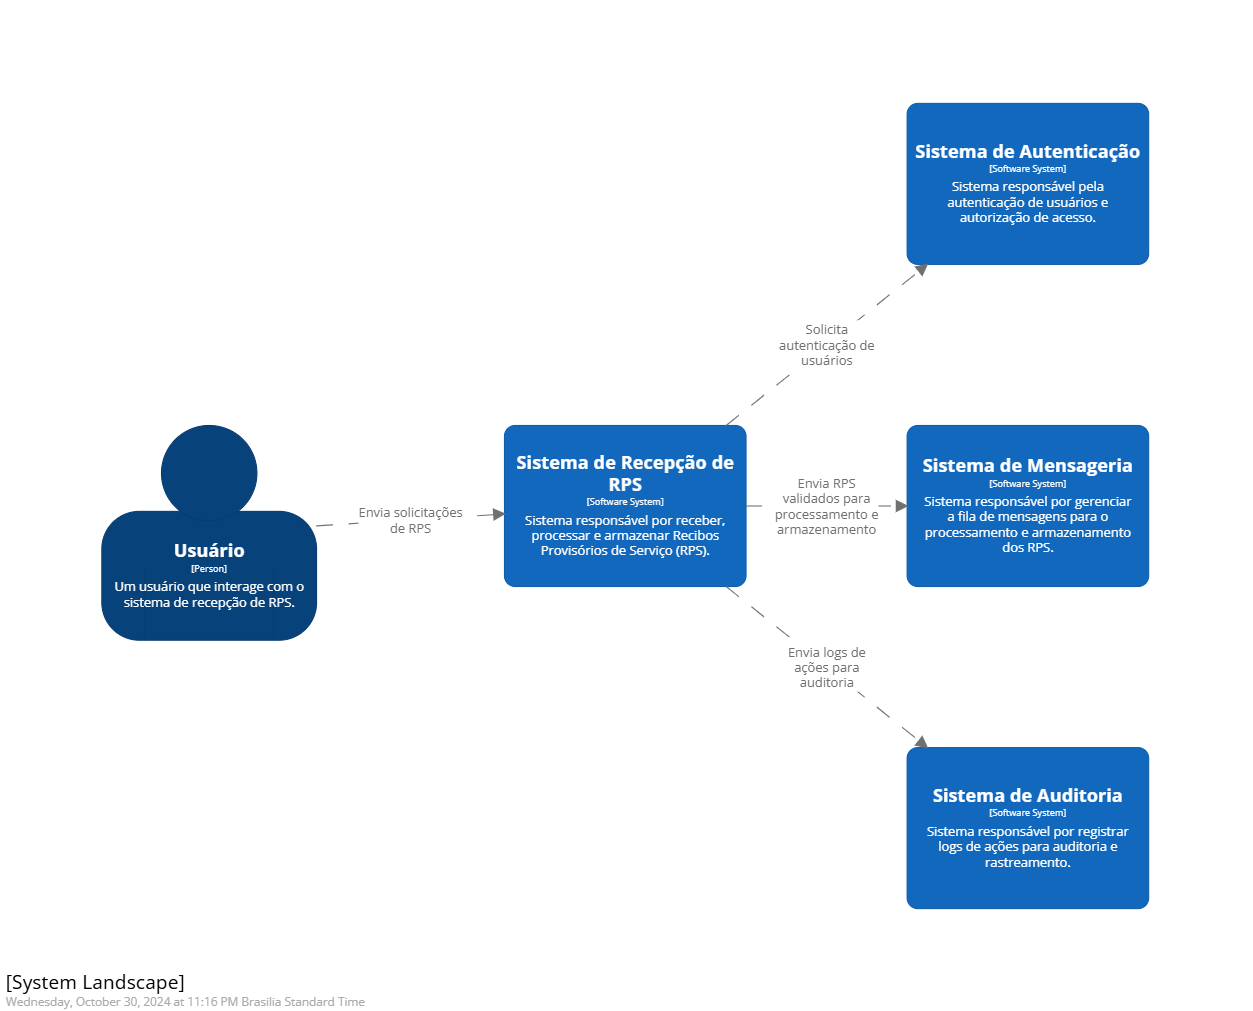 Sistema de Autenticação
[Software System]
Sistema responsável pela
autenticação de usuários e
autorização de acesso.
Solicita
autenticação de
usuários
Usuário
[Person]
Um usuário que interage com o
sistema de recepção de RPS.
Envia solicitações
de RPS
Sistema de Recepção de
RPS
[Software System]
Sistema responsável por receber,
processar e armazenar Recibos
Provisórios de Serviço (RPS).
Envia RPS
validados para
processamento e
armazenamento
Sistema de Mensageria
[Software System]
Sistema responsável por gerenciar
a fila de mensagens para o
processamento e armazenamento
dos RPS.
Envia logs de
ações para
auditoria
Sistema de Auditoria
[Software System]
Sistema responsável por registrar
logs de ações para auditoria e
rastreamento.
[System Landscape]
Wednesday, October 30, 2024 at 11:16 PM Brasilia Standard Time